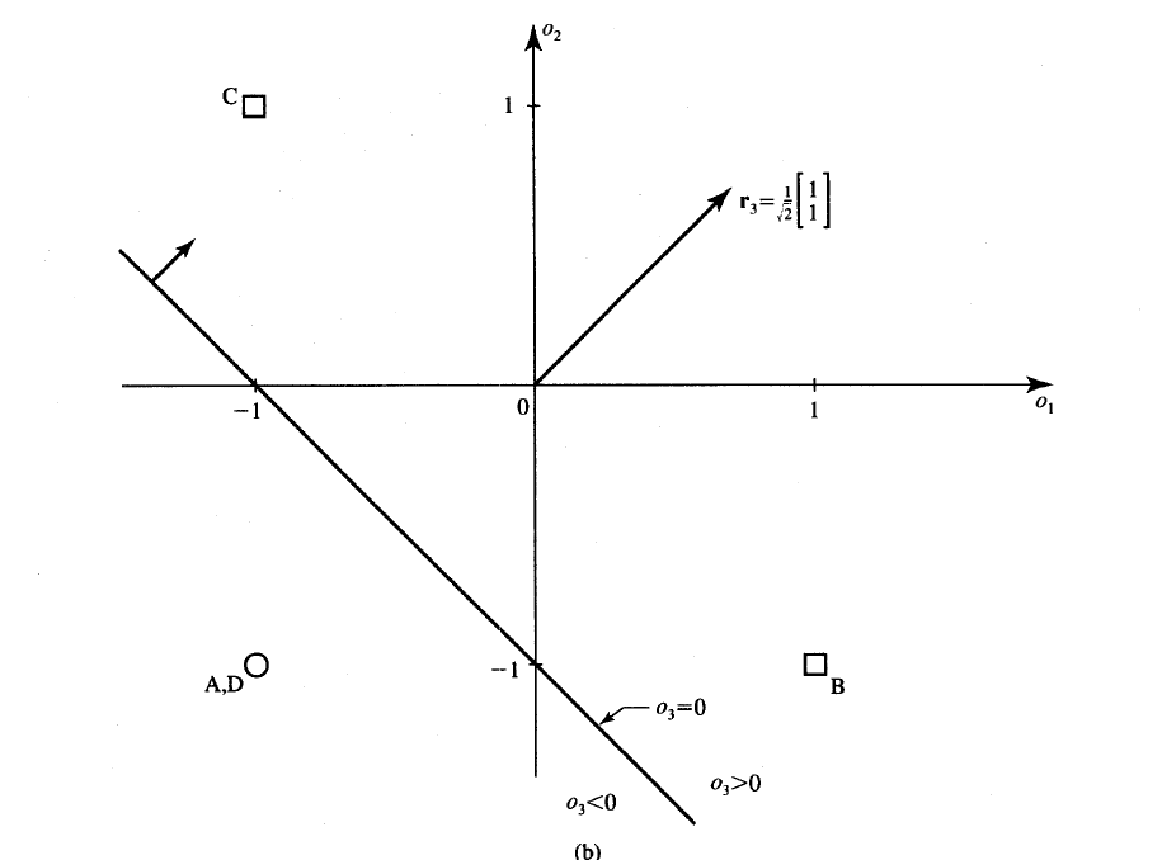 o₂
C
1
r₃=1/√2[1 1]
−1
0
1
o₁
−1
A,D
B
o₃=0
o₃>0
o₃<0
(b)